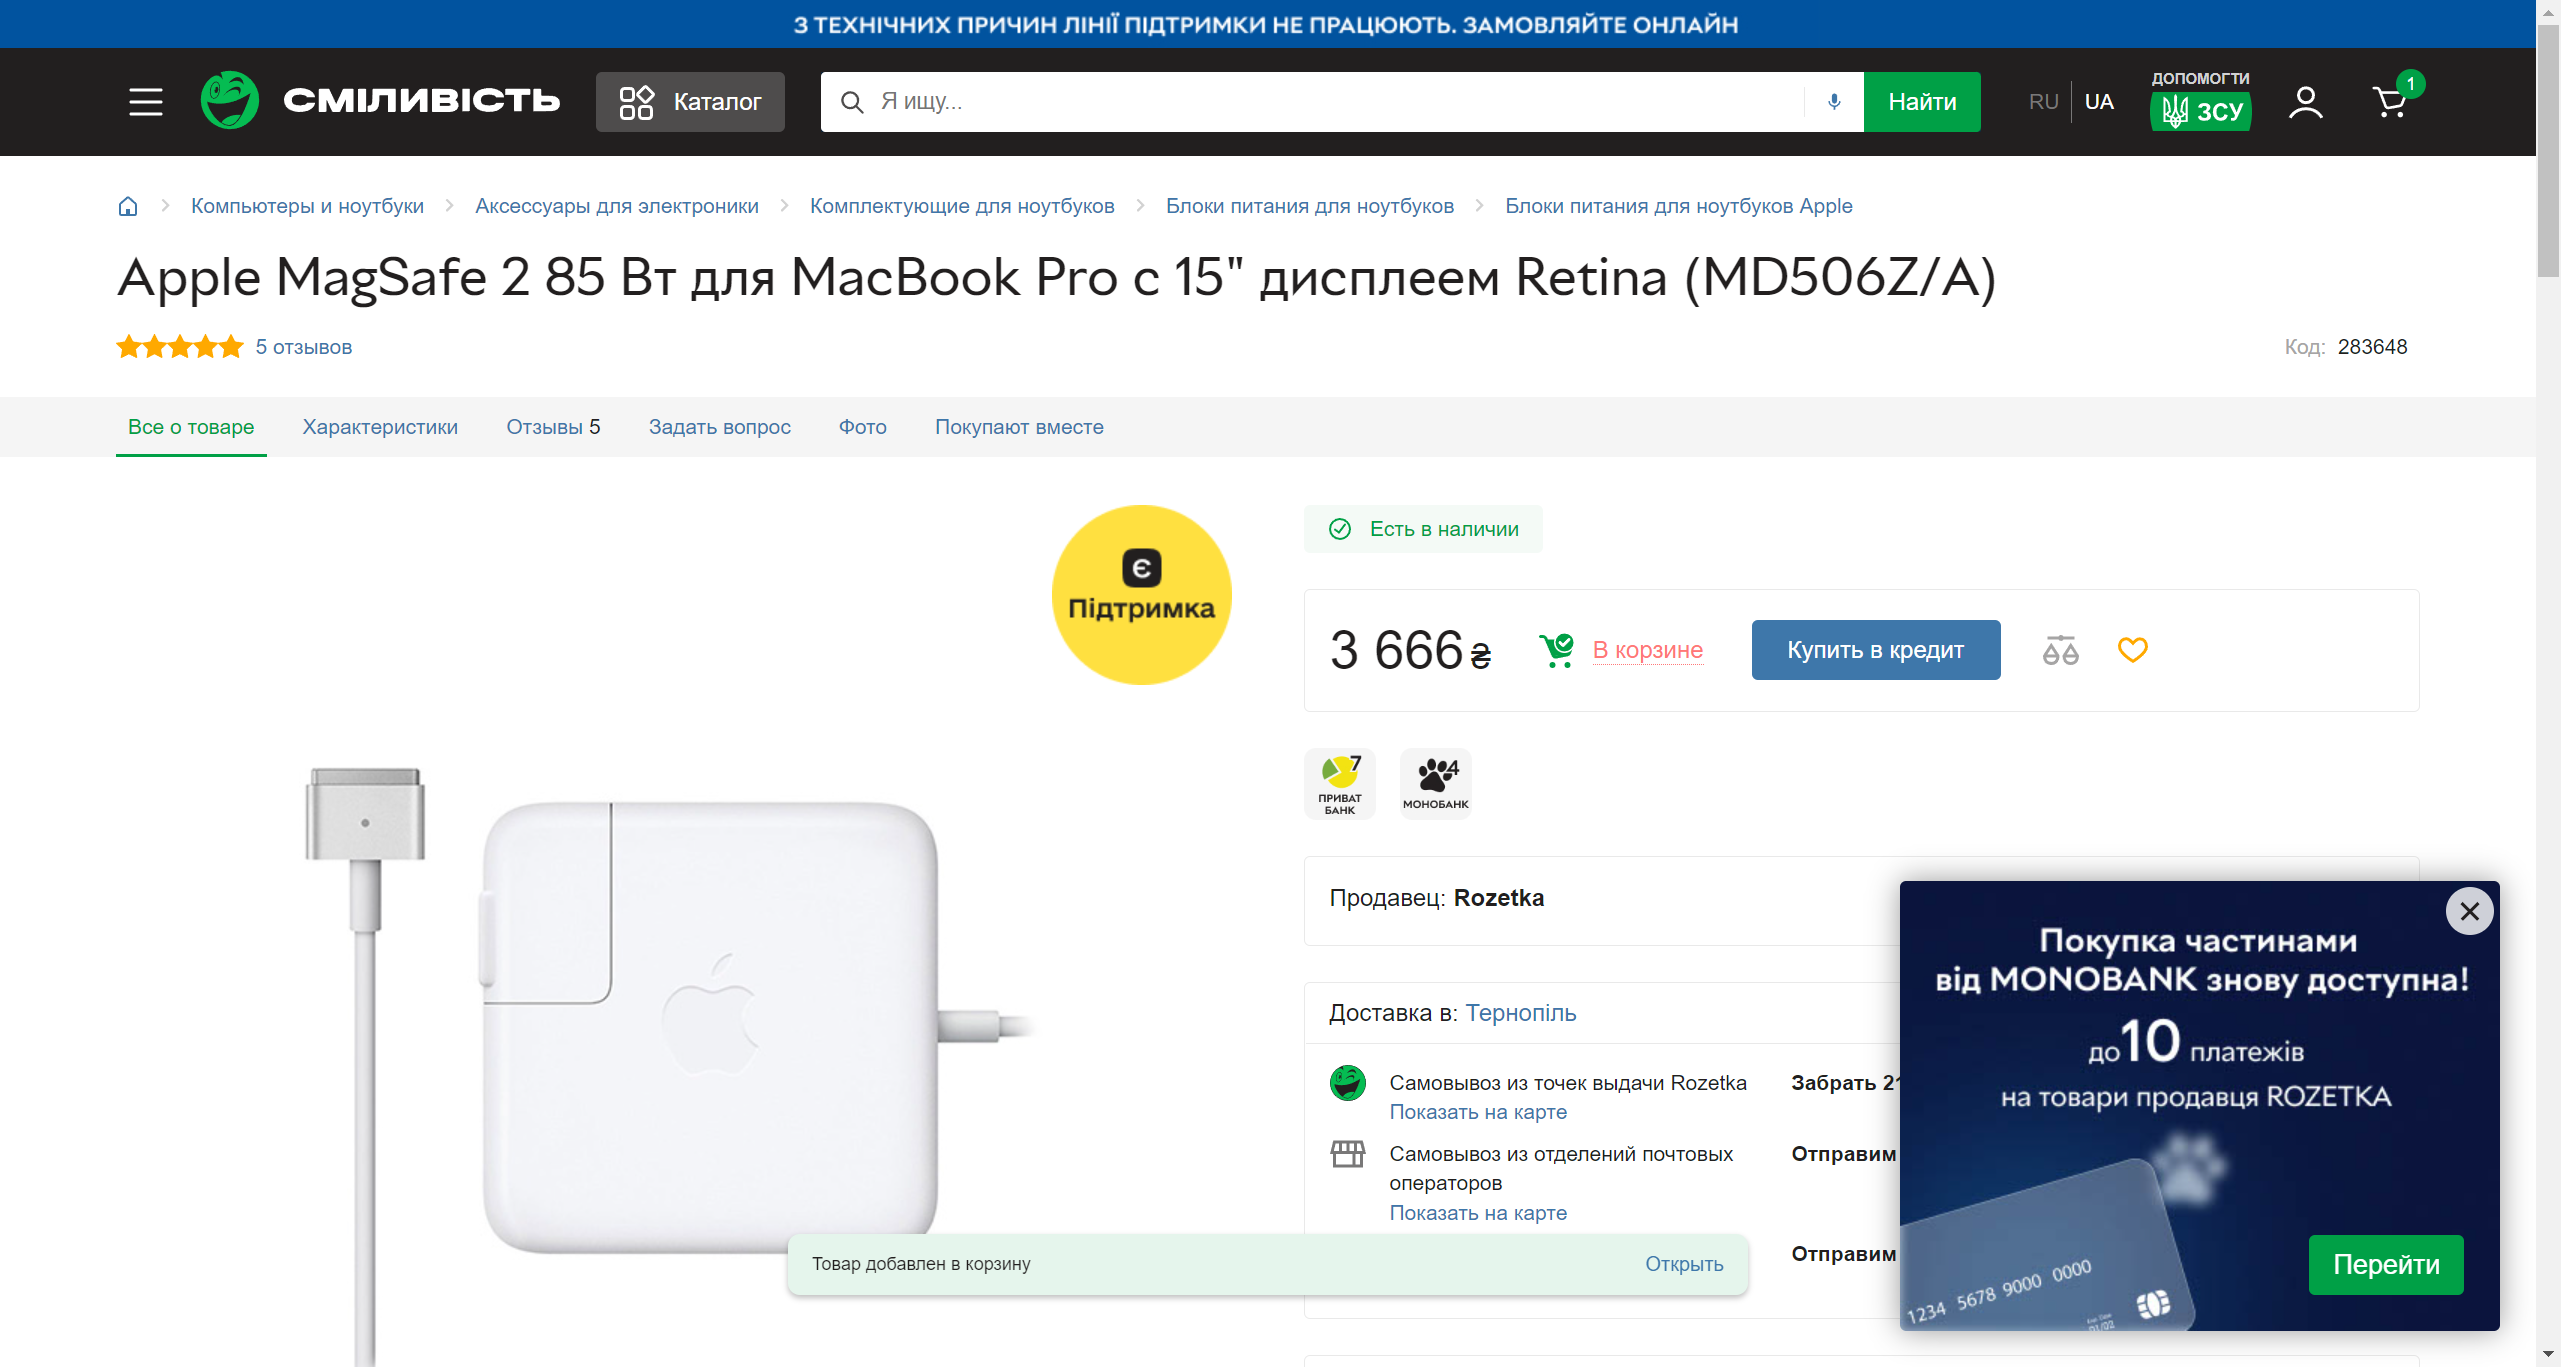 З ТЕХНІЧНИХ ПРИЧИН ЛІНІЇ ПІДТРИМКИ НЕ ПРАЦЮЮТЬ. ЗАМОВЛЯЙТЕ ОНЛАЙН
СМІЛИВІСТЬ
Каталог
Я ищу...
Найти
RU
UA
ДОПОМОГТИ
ЗСУ
1
Компьютеры и ноутбуки
Аксессуары для электроники
Комплектующие для ноутбуков
Блоки питания для ноутбуков
Блоки питания для ноутбуков Apple
Apple MagSafe 2 85 Вт для MacBook Pro с 15" дисплеем Retina (MD506Z/A)
5 отзывов
Код: 283648
Все о товаре
Характеристики
Отзывы 5
Задать вопрос
Фото
Покупают вместе
є
Підтримка
Есть в наличии
3 666 ₴
В корзине
Купить в кредит
7
ПРИВАТ
БАНК
4
МОНОБАНК
Продавец: Rozetka
Доставка в: Тернопіль
Самовывоз из точек выдачи Rozetka
Забрать 21
Показать на карте
Самовывоз из отделений почтовых
операторов
Отправим
Показать на карте
Отправим
Товар добавлен в корзину
Открыть
Покупка частинами
від MONOBANK знову доступна!
до 10 платежів
на товари продавця ROZETKA
1234 5678 9000 0000
01/02
Перейти